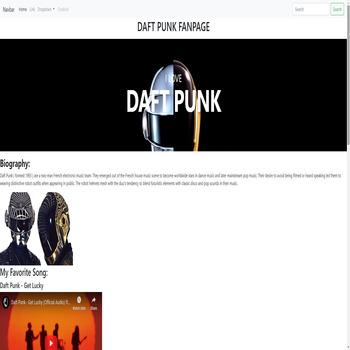 Navbar Home Link Dropdown Disabled Search Search
DAFT PUNK FANPAGE
I LOVE
DAFT PUNK
Biography:
Daft Punk ( formed 1993 ) are a two-man French electronic music team. They emerged out of the French house music scene to become worldwide stars in dance music and later mainstream pop music. Their desire to avoid being filmed or heard speaking led them to
wearing distinctive robot outfits when appearing in public. The robot helmets mesh with the duo's tendency to blend futuristic elements with classic disco and pop sounds in their music.
My Favorite Song:
Daft Punk - Get Lucky
Daft Punk - Get Lucky (Official Audio) ft...
Watch later Share